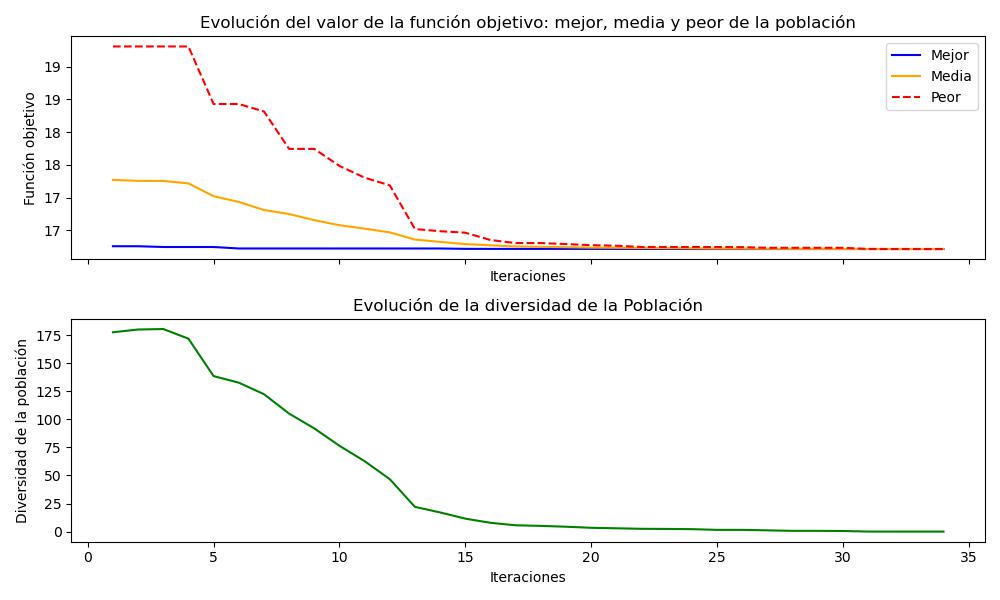 Evolución del valor de la función objetivo: mejor, media y peor de la población
Función objetivo
19
19
18
18
17
17
Mejor
Media
Peor
Iteraciones
Evolución de la diversidad de la Población
Diversidad de la población
175
150
125
100
75
50
25
0
0 5 10 15 20 25 30 35
Iteraciones